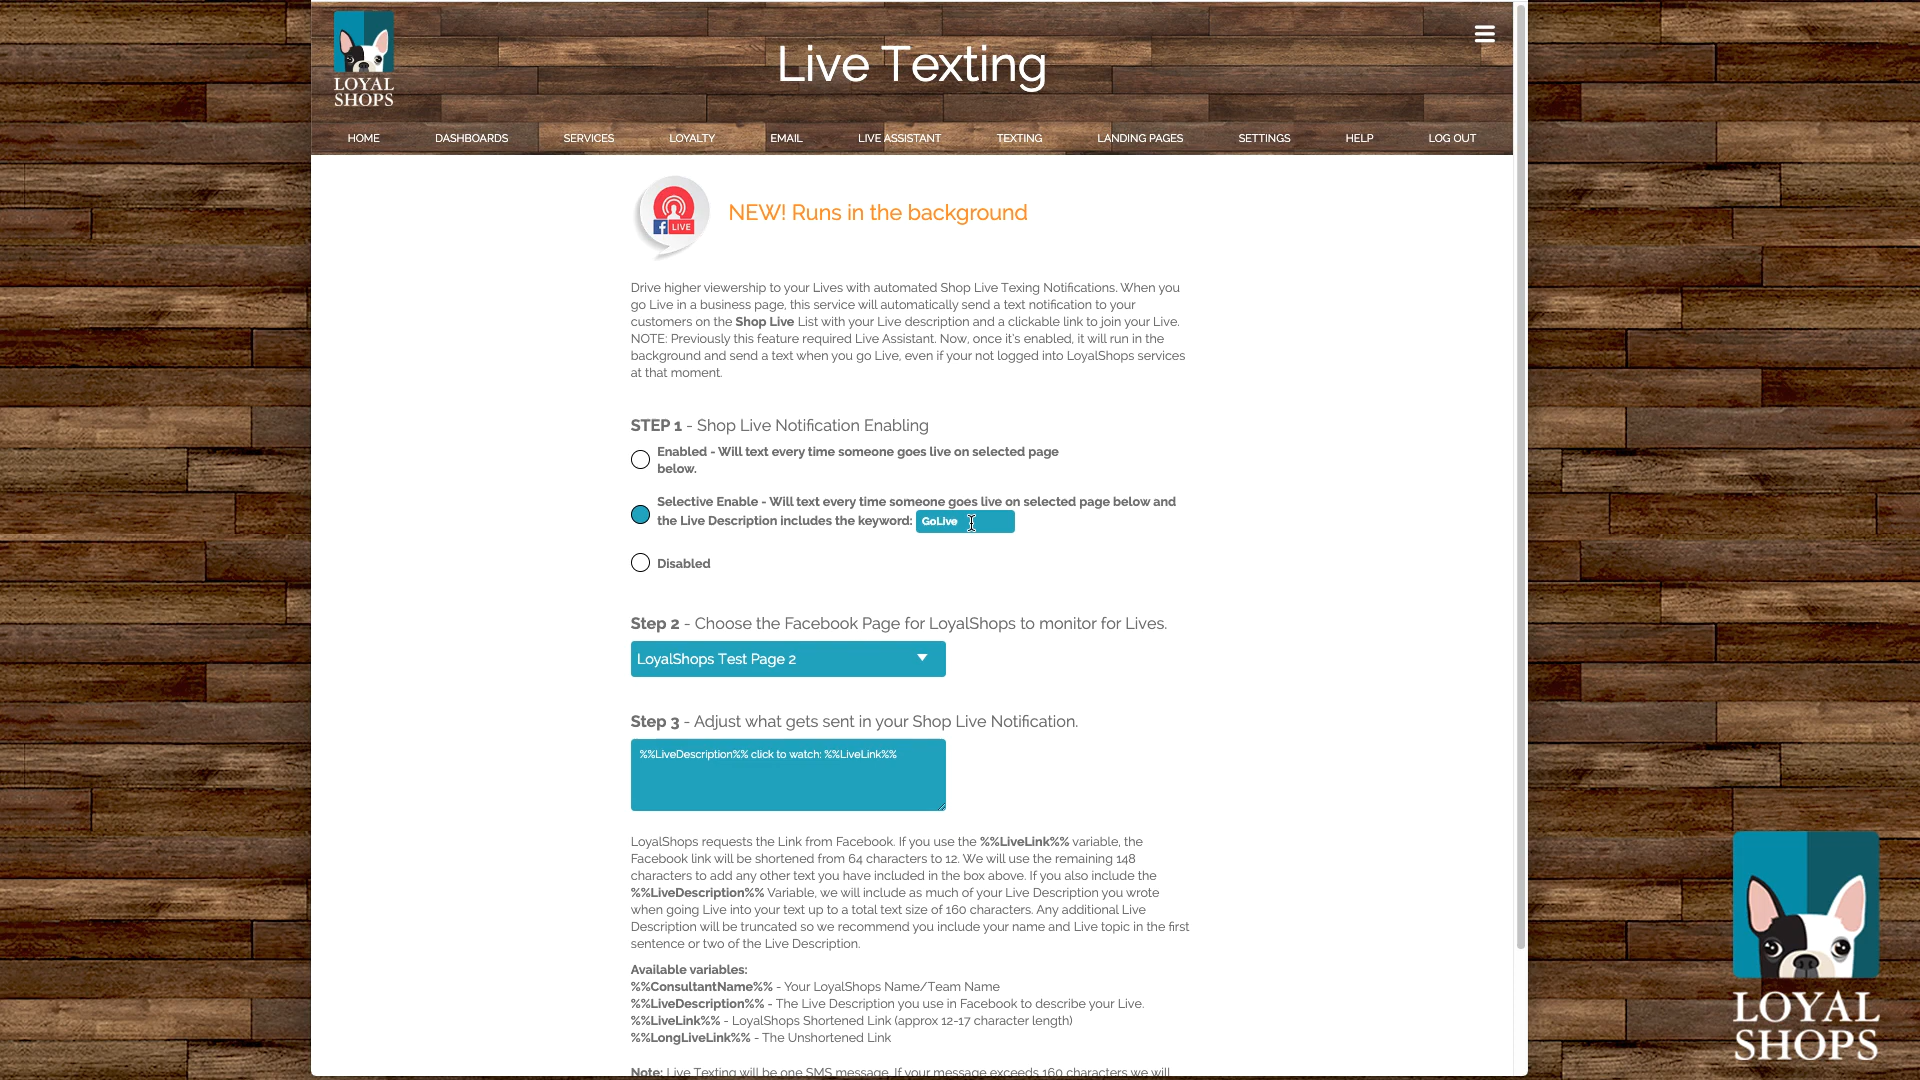 LOYAL
SHOPS
Live Texting
HOME DASHBOARDS SERVICES LOYALTY EMAIL LIVE ASSISTANT TEXTING LANDING PAGES SETTINGS HELP LOG OUT
LIVE
NEW! Runs in the background
Drive higher viewership to your Lives with automated Shop Live Texing Notifications. When you
go Live in a business page, this service will automatically send a text notification to your
customers on the Shop Live List with your Live description and a clickable link to join your Live.
NOTE: Previously this feature required Live Assistant. Now, once it's enabled, it will run in the
background and send a text when you go Live, even if your not logged into LoyalShops services
at that moment.
STEP 1 - Shop Live Notification Enabling
Enabled - Will text every time someone goes live on selected page
below.
Selective Enable - Will text every time someone goes live on selected page below and
the Live Description includes the keyword: GoLive
Disabled
Step 2 - Choose the Facebook Page for LoyalShops to monitor for Lives.
LoyalShops Test Page 2
Step 3 - Adjust what gets sent in your Shop Live Notification.
%%LiveDescription%% click to watch: %%LiveLink%%
LoyalShops requests the Link from Facebook. If you use the %%LiveLink%% variable, the
Facebook link will be shortened from 64 characters to 12. We will use the remaining 148
characters to add any other text you have included in the box above. If you also include the
%%LiveDescription%% Variable, we will include as much of your Live Description you wrote
when going Live into your text up to a total text size of 160 characters. Any additional Live
Description will be truncated so we recommend you include your name and Live topic in the first
sentence or two of the Live Description.
Available variables:
%%ConsultantName%% - Your LoyalShops Name/Team Name
%%LiveDescription%% - The Live Description you use in Facebook to describe your Live.
%%LiveLink%% - LoyalShops Shortened Link (approx 12-17 character length)
%%LongLiveLink%% - The Unshortened Link
Note: Live Texting will be one SMS message. If your message exceeds 160 characters we will
LOYAL
SHOPS